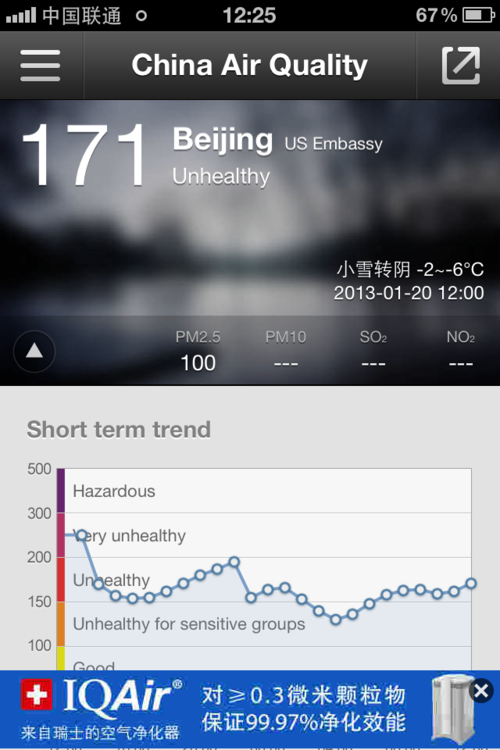 中国联通 12:25 67%
China Air Quality
171 Beijing US Embassy
Unhealthy
小雪转阴 -2~-6°C
2013-01-20 12:00
PM2.5 PM10 SO₂ NO₂
100 --- --- ---
Short term trend
500
Hazardous
300
Very unhealthy
200
Unhealthy
150
Unhealthy for sensitive groups
100
Good
IQAir®
来自瑞士的空气净化器
对≥0.3微米颗粒物
保证99.97%净化效能